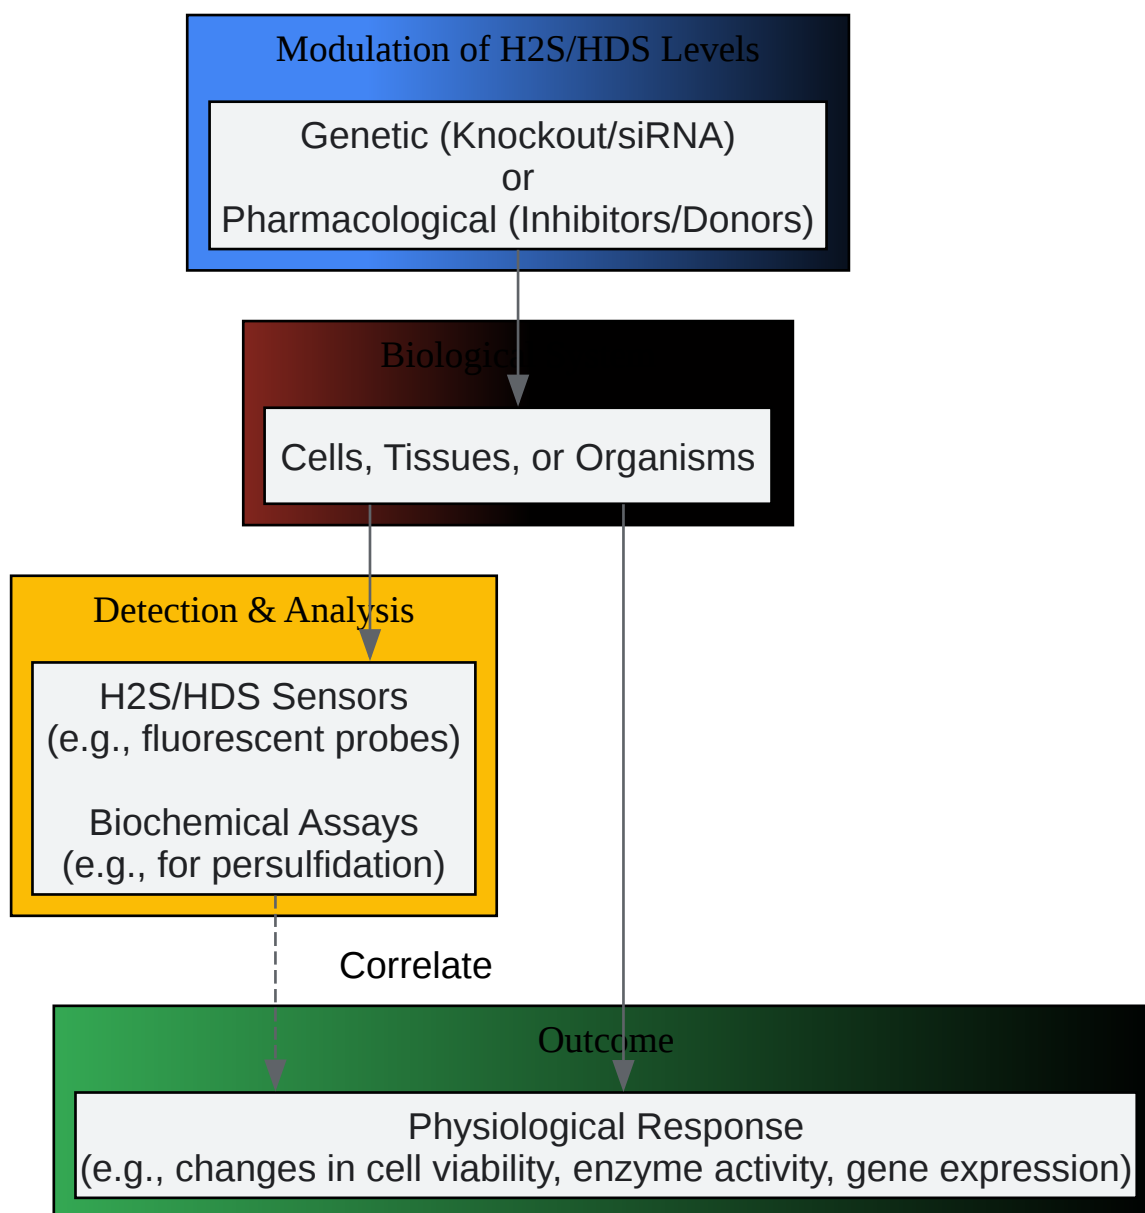 Modulation of H2S/HDS Levels
Genetic (Knockout/siRNA)
or
Pharmacological (Inhibitors/Donors)
Cells, Tissues, or Organisms
Detection & Analysis
H2S/HDS Sensors
(e.g., fluorescent probes)
Biochemical Assays
(e.g., for persulfidation)
Correlate
Outcome
Physiological Response
(e.g., changes in cell viability, enzyme activity, gene expression)